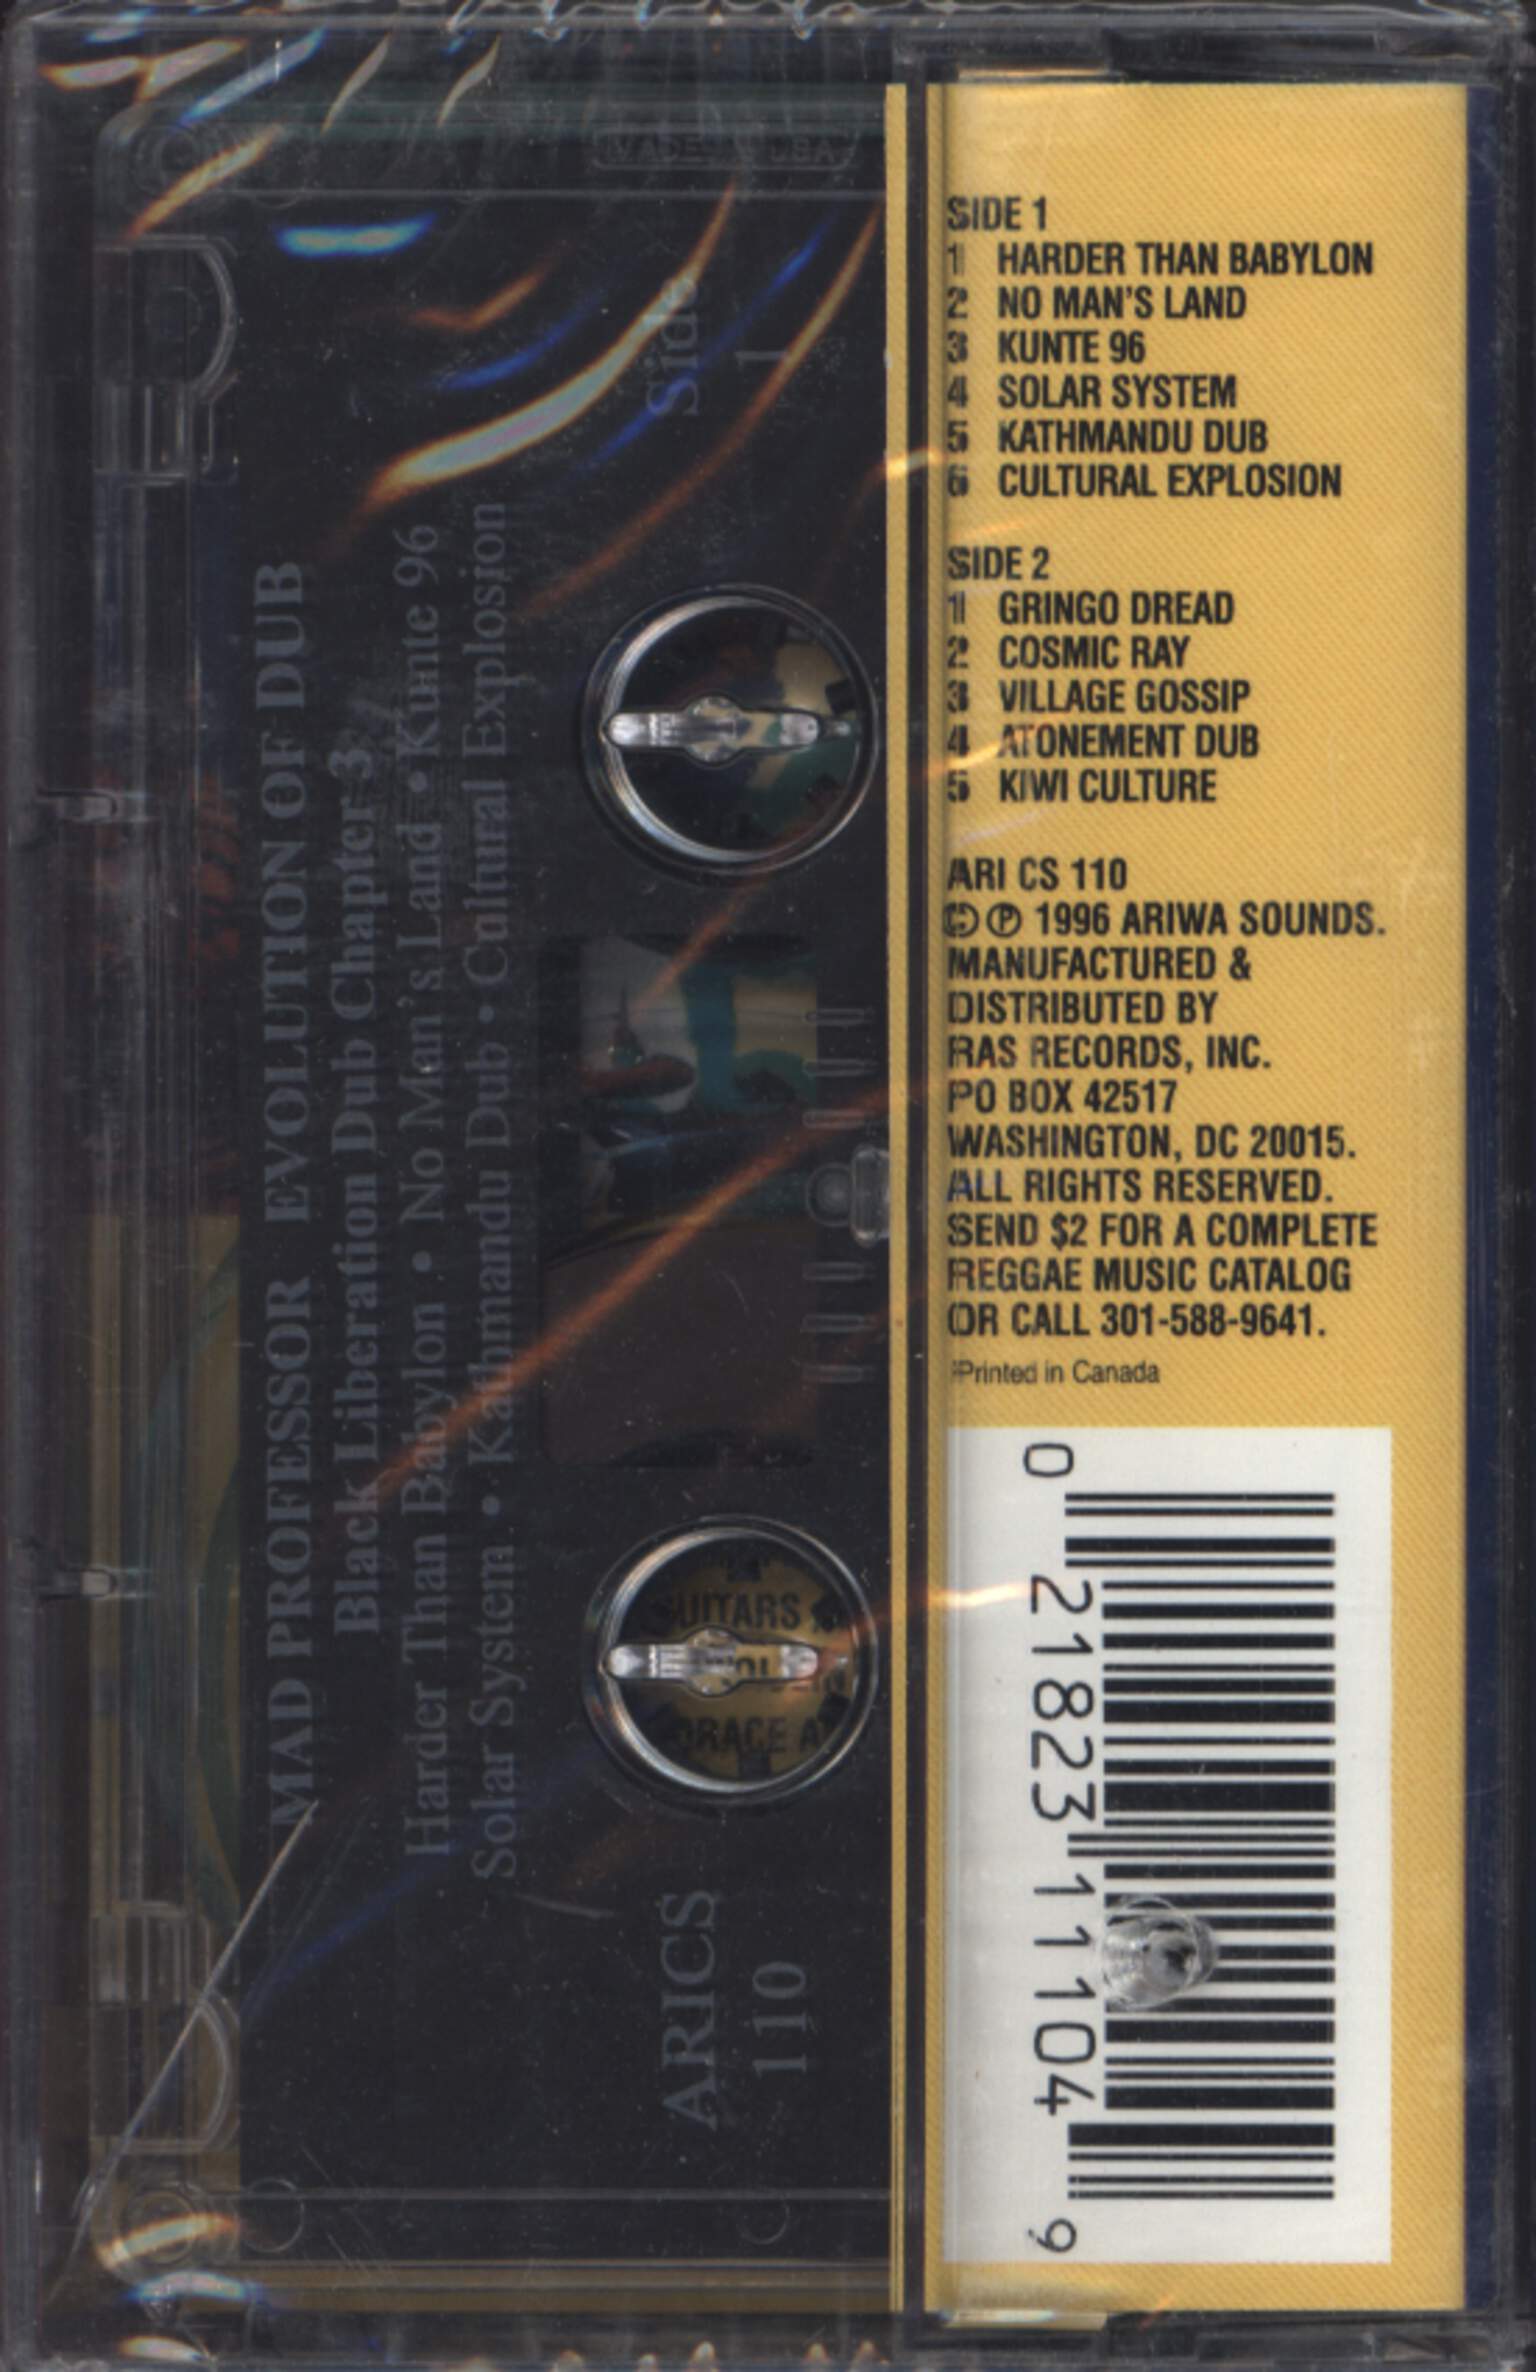 SIDE 1
1 HARDER THAN BABYLON
2 NO MAN'S LAND
3 KUNTE 96
4 SOLAR SYSTEM
5 KATHMANDU DUB
6 CULTURAL EXPLOSION
SIDE 2
1 GRINGO DREAD
2 COSMIC RAY
3 VILLAGE GOSSIP
4 ATONEMENT DUB
5 KIWI CULTURE
ARI CS 110
© ℗ 1996 ARIWA SOUNDS.
MANUFACTURED &
DISTRIBUTED BY
RAS RECORDS, INC.
PO BOX 42517
WASHINGTON, DC 20015.
ALL RIGHTS RESERVED.
SEND $2 FOR A COMPLETE
REGGAE MUSIC CATALOG
OR CALL 301-588-9641.
Printed in Canada
0 21823 11104 9
MAD PROFESSOR EVOLUTION OF DUB
Black Liberation Dub Chapter 3
Harder Than Babylon • No Man's Land • Kunte 96
Solar System • Kathmandu Dub • Cultural Explosion
Side
1
ARICS
110
MADE USA